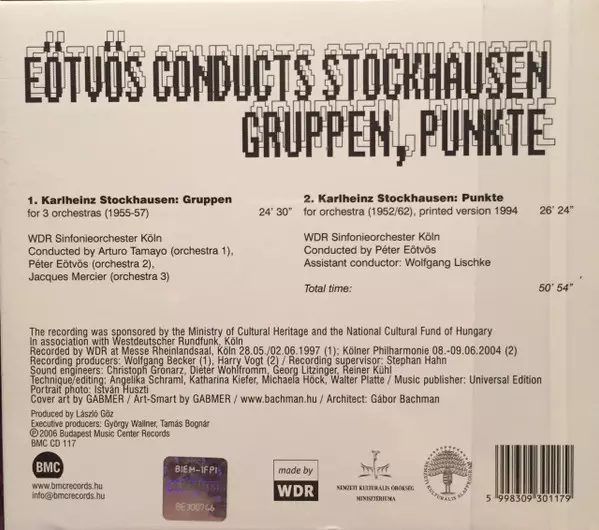 EÖTVÖS CONDUCTS STOCKHAUSEN
GRUPPEN, PUNKTE
1. Karlheinz Stockhausen: Gruppen
for 3 orchestras (1955-57) 24' 30"
WDR Sinfonieorchester Köln
Conducted by Arturo Tamayo (orchestra 1),
Péter Eötvös (orchestra 2),
Jacques Mercier (orchestra 3)
2. Karlheinz Stockhausen: Punkte
for orchestra (1952/62), printed version 1994 26' 24"
WDR Sinfonieorchester Köln
Conducted by Péter Eötvös
Assistant conductor: Wolfgang Lischke
Total time: 50' 54"
The recording was sponsored by the Ministry of Cultural Heritage and the National Cultural Fund of Hungary
In association with Westdeutscher Rundfunk, Köln
Recorded by WDR at Messe Rheinlandsaal, Köln 28.05./02.06.1997 (1); Kölner Philharmonie 08.-09.06.2004 (2)
Recording producers: Wolfgang Becker (1), Harry Vogt (2) / Recording supervisor: Stephan Hahn
Sound engineers: Christoph Gronarz, Dieter Wohlfromm, Georg Litzinger, Reiner Kühl
Technique/editing: Angelika Schraml, Katharina Kiefer, Michaela Höck, Walter Platte / Music publisher: Universal Edition
Portrait photo: István Huszti
Cover art by GABMER / Art-Smart by GABMER / www.bachman.hu / Architect: Gábor Bachman
Produced by László Göz
Executive producers: György Wallner, Tamás Bognár
℗2006 Budapest Music Center Records
BMC CD 117
BMC
www.bmcrecords.hu
info@bmcrecords.hu
BIEM-IFPI
made by
WDR
NEMZETI KULTURÁLIS ÖRÖKSÉG
MINISZTÉRIUMA
NEMZETI KULTURÁLIS ALAPPROGRAM
5 998309 301179